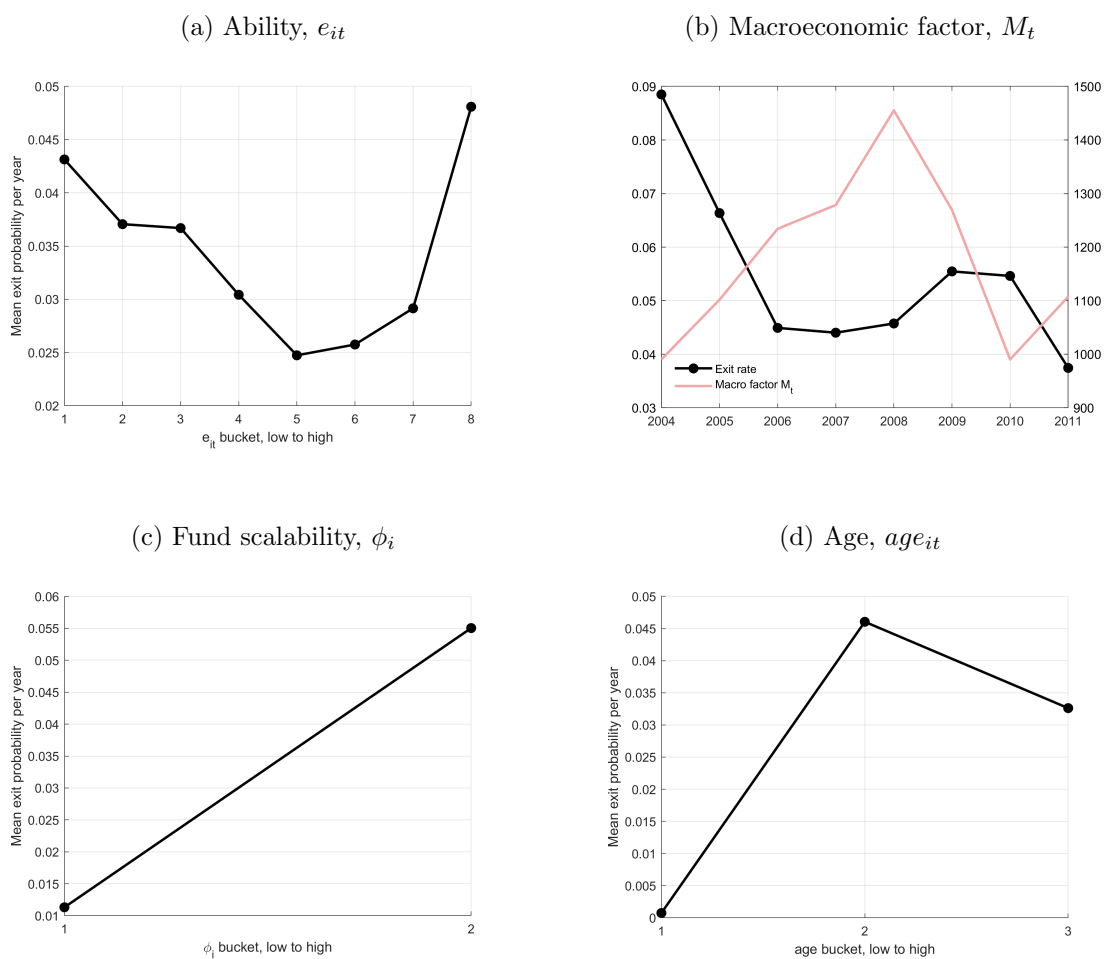 (a) Ability, e_it
0.05
0.045
0.04
0.035
0.03
0.025
0.02
Mean exit probability per year
1 2 3 4 5 6 7 8
e_it bucket, low to high
(b) Macroeconomic factor, M_t
0.09
0.08
0.07
0.06
0.05
0.04
0.03
1500
1400
1300
1200
1100
1000
900
Exit rate
Macro factor M_t
2004 2005 2006 2007 2008 2009 2010 2011
(c) Fund scalability, ϕ_i
0.06
0.055
0.05
0.045
0.04
0.035
0.03
0.025
0.02
0.015
0.01
Mean exit probability per year
1 2
ϕ_i bucket, low to high
(d) Age, age_it
0.05
0.045
0.04
0.035
0.03
0.025
0.02
0.015
0.01
0.005
0
Mean exit probability per year
1 2 3
age bucket, low to high